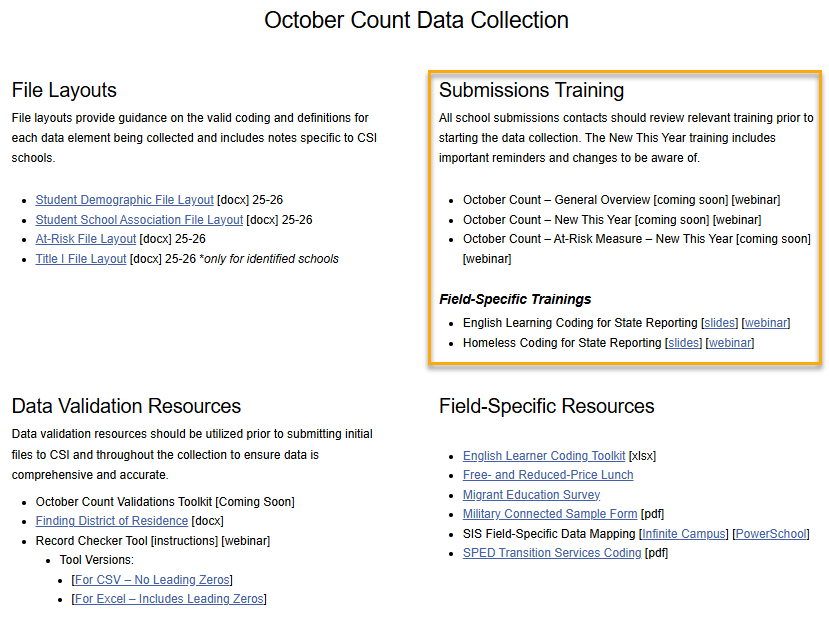 October Count Data Collection
File Layouts
File layouts provide guidance on the valid coding and definitions for
each data element being collected and includes notes specific to CSI
schools.
Student Demographic File Layout [docx] 25-26
Student School Association File Layout [docx] 25-26
At-Risk File Layout [docx] 25-26
Title I File Layout [docx] 25-26 *only for identified schools
Submissions Training
All school submissions contacts should review relevant training prior to
starting the data collection. The New This Year training includes
important reminders and changes to be aware of.
October Count – General Overview [coming soon] [webinar]
October Count – New This Year [coming soon] [webinar]
October Count – At-Risk Measure – New This Year [coming soon]
[webinar]
Field-Specific Trainings
English Learning Coding for State Reporting [slides] [webinar]
Homeless Coding for State Reporting [slides] [webinar]
Data Validation Resources
Data validation resources should be utilized prior to submitting initial
files to CSI and throughout the collection to ensure data is
comprehensive and accurate.
October Count Validations Toolkit [Coming Soon]
Finding District of Residence [docx]
Record Checker Tool [instructions] [webinar]
Tool Versions:
[For CSV – No Leading Zeros]
[For Excel – Includes Leading Zeros]
Field-Specific Resources
English Learner Coding Toolkit [xlsx]
Free- and Reduced-Price Lunch
Migrant Education Survey
Military Connected Sample Form [pdf]
SIS Field-Specific Data Mapping [Infinite Campus] [PowerSchool]
SPED Transition Services Coding [pdf]